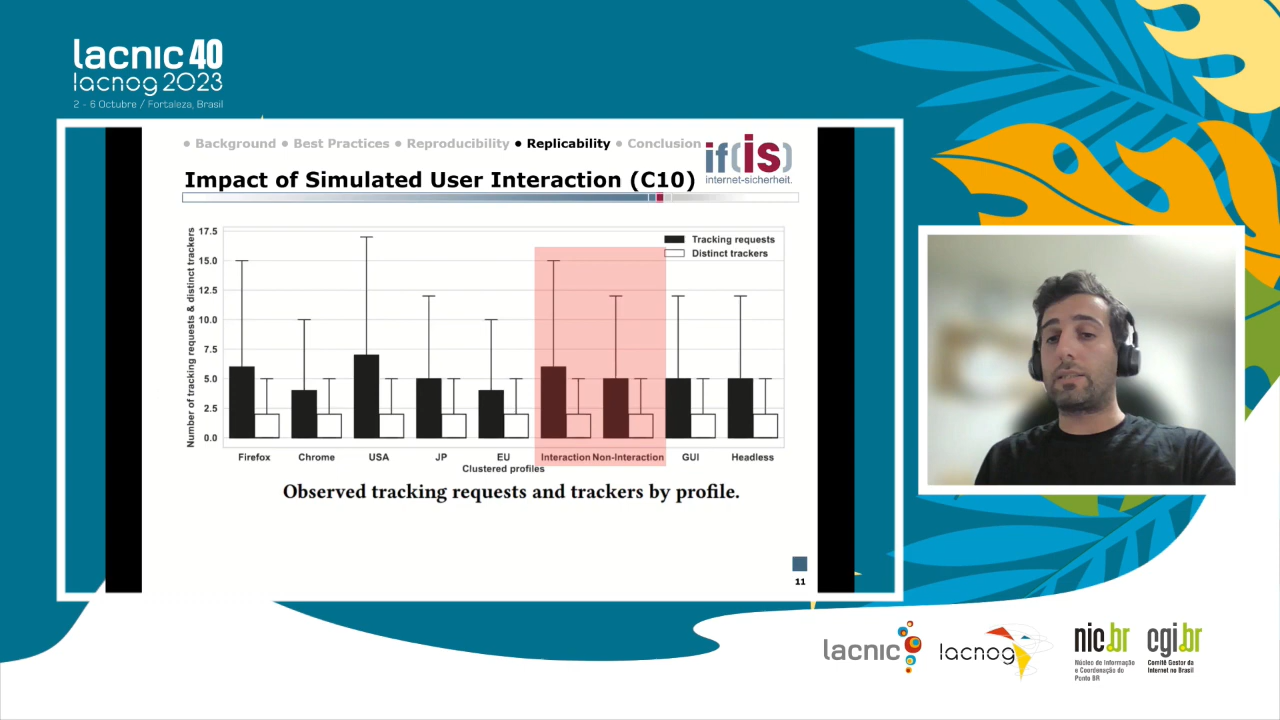 lacnic 40
lacnog 2023
2 - 6 Octubre / Fortaleza, Brasil
• Background • Best Practices • Reproducibility • Replicability • Conclusion
if(is)
internet-sicherheit.
Impact of Simulated User Interaction (C10)
Number of tracking requests & distinct trackers
17.5
15.0
12.5
10.0
7.5
5.0
2.5
0.0
Tracking requests
Distinct trackers
Firefox Chrome USA JP EU Interaction Non-Interaction GUI Headless
Clustered profiles
Observed tracking requests and trackers by profile.
11
lacnic
lacnog
nic.br
Núcleo de Informação
e Coordenação do
Ponto BR
cgi.br
Comitê Gestor da
Internet no Brasil